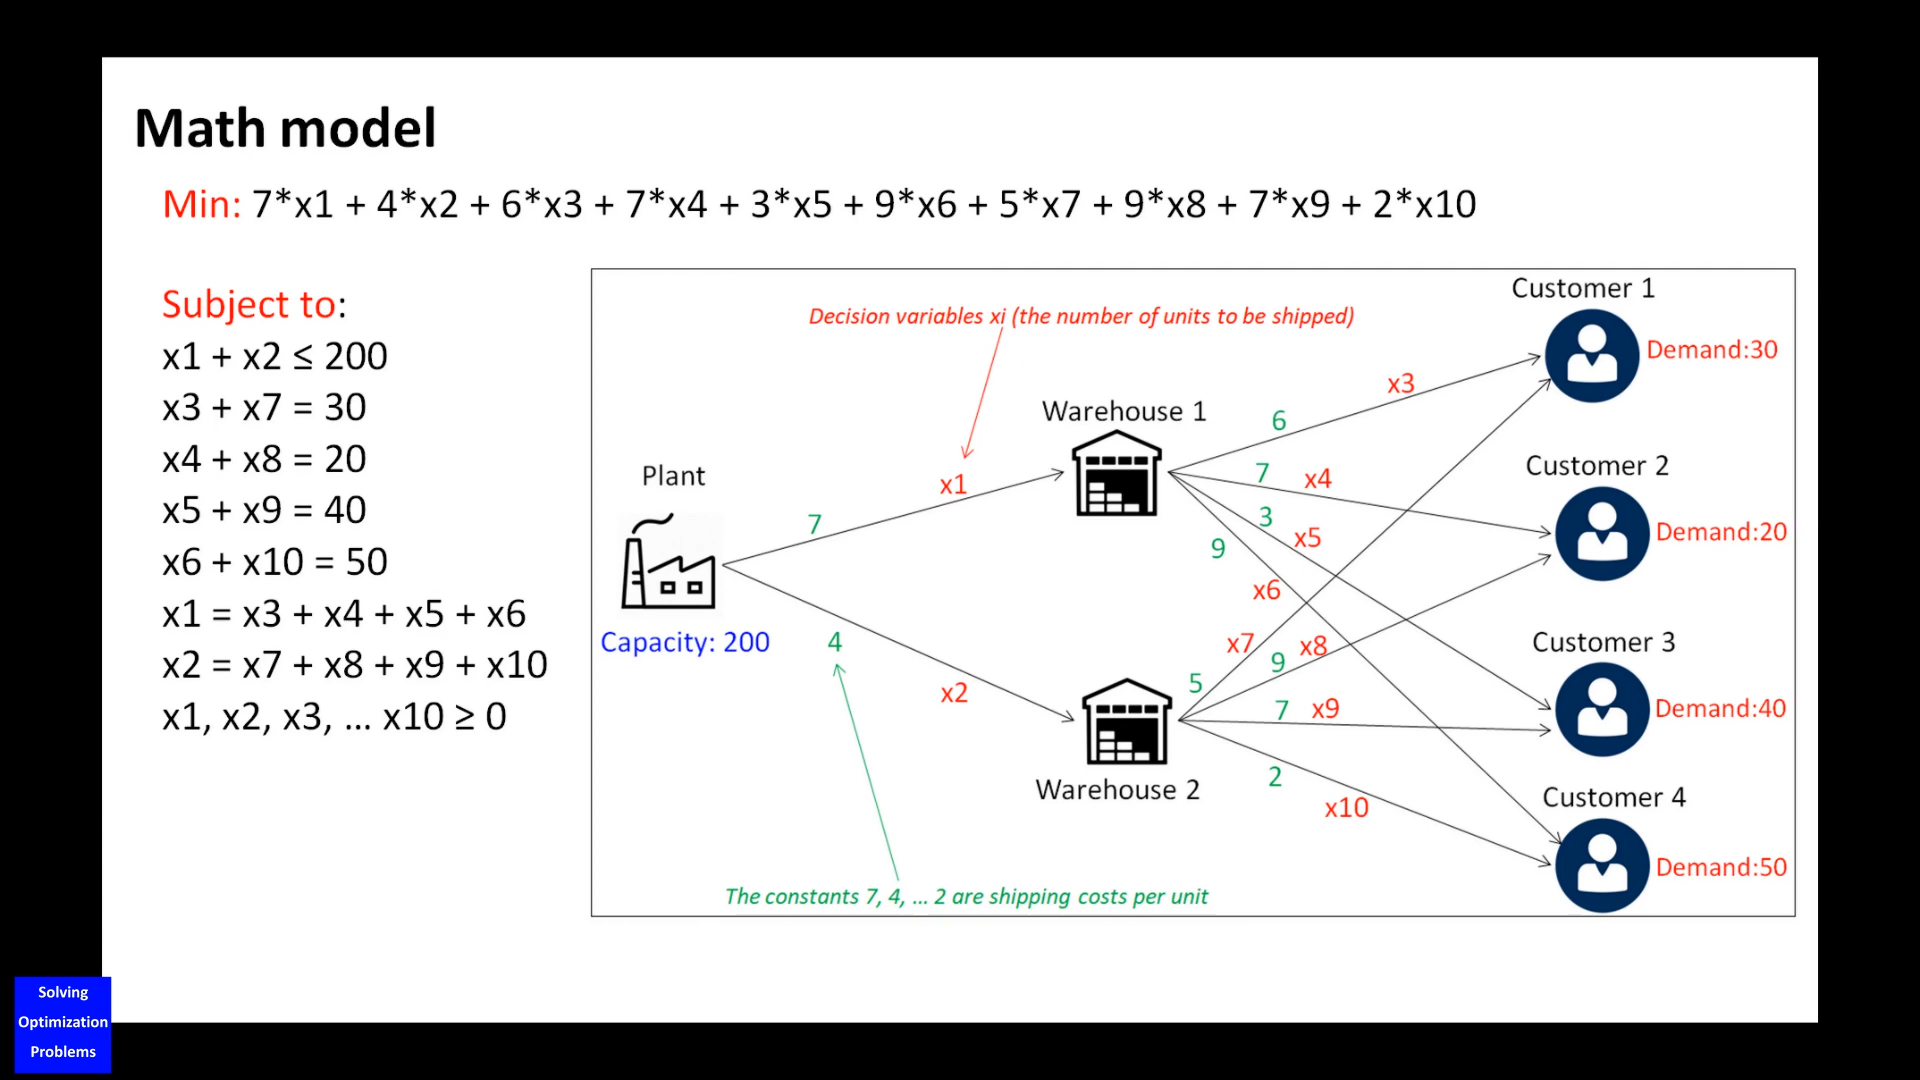 Math model
Min: 7*x1 + 4*x2 + 6*x3 + 7*x4 + 3*x5 + 9*x6 + 5*x7 + 9*x8 + 7*x9 + 2*x10
Subject to:
x1 + x2 ≤ 200
x3 + x7 = 30
x4 + x8 = 20
x5 + x9 = 40
x6 + x10 = 50
x1 = x3 + x4 + x5 + x6
x2 = x7 + x8 + x9 + x10
x1, x2, x3, ... x10 ≥ 0
Decision variables xi (the number of units to be shipped)
Plant
Capacity: 200
7
x1
4
x2
Warehouse 1
6
x3
7
x4
3
x5
9
x6
Warehouse 2
5
x7
9
x8
7
x9
2
x10
Customer 1
Demand:30
Customer 2
Demand:20
Customer 3
Demand:40
Customer 4
Demand:50
The constants 7, 4, ... 2 are shipping costs per unit
Solving
Optimization
Problems